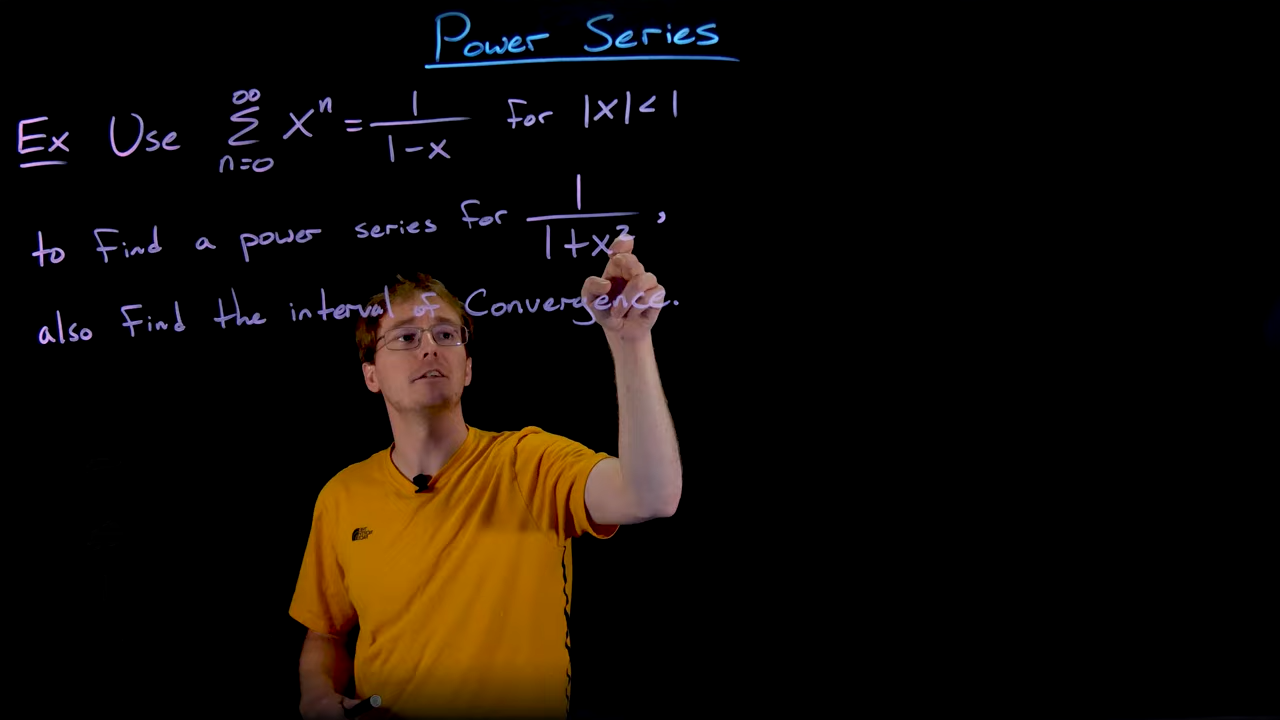 Power Series
Ex Use ∞∑n=0 xⁿ = 1/(1-x) for |x| < 1
to find a power series for 1/(1+x²),
also find the interval of Convergence.